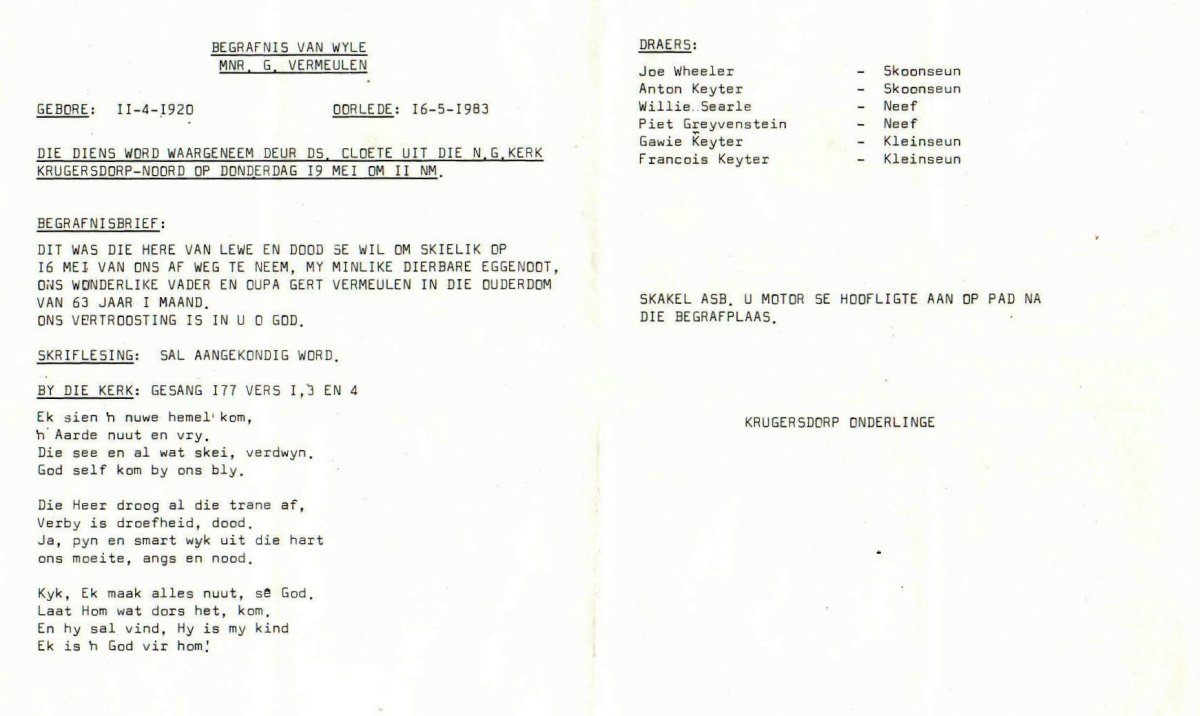 BEGRAFNIS VAN WYLE
MNR. G. VERMEULEN
GEBORE: II-4-I920 OORLEDE: I6-5-I983
DIE DIENS WORD WAARGENEEM DEUR DS. CLOETE UIT DIE N.G.KERK
KRUGERSDORP-NOORD OP DONDERDAG I9 MEI OM II NM.
BEGRAFNISBRIEF:
DIT WAS DIE HERE VAN LEWE EN DOOD SE WIL OM SKIELIK OP
I6 MEI VAN ONS AF WEG TE NEEM, MY MINLIKE DIERBARE EGGENOOT,
ONS WONDERLIKE VADER EN OUPA GERT VERMEULEN IN DIE OUDERDOM
VAN 63 JAAR I MAAND.
ONS VERTROOSTING IS IN U O GOD.
SKRIFLESING: SAL AANGEKONDIG WORD.
BY DIE KERK: GESANG I77 VERS I,3 EN 4
Ek sien 'n nuwe hemel' kom,
'n Aarde nuut en vry.
Die see en al wat skei, verdwyn.
God self kom by ons bly.
Die Heer droog al die trane af,
Verby is droefheid, dood.
Ja, pyn en smart wyk uit die hart
ons moeite, angs en nood.
Kyk, Ek maak alles nuut, sê God.
Laat Hom wat dors het, kom.
En hy sal vind, Hy is my kind
Ek is 'n God vir hom!
DRAERS:
Joe Wheeler - Skoonseun
Anton Keyter - Skoonseun
Willie Searle - Neef
Piet Greyvenstein - Neef
Gawie Keyter - Kleinseun
Francois Keyter - Kleinseun
SKAKEL ASB. U MOTOR SE HOOFLIGTE AAN OP PAD NA
DIE BEGRAFPLAAS.
KRUGERSDORP ONDERLINGE